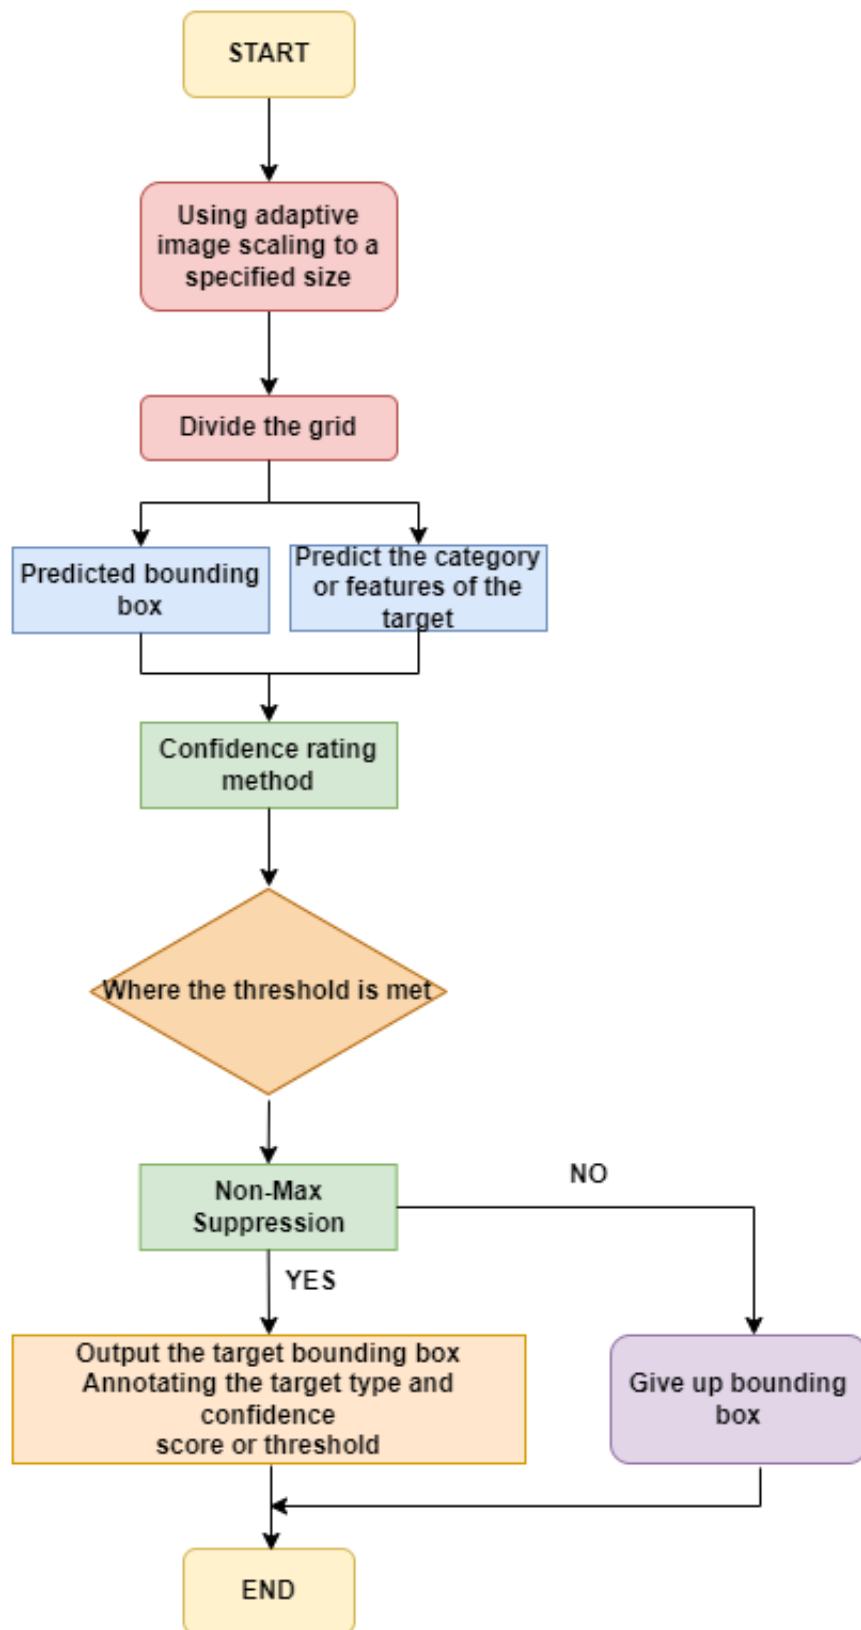 START
Using adaptive
image scaling to a
specified size
Divide the grid
Predicted bounding
box
Predict the category
or features of the
target
Confidence rating
method
Where the threshold is met
Non-Max
Suppression
NO
YES
Output the target bounding box
Annotating the target type and
confidence
score or threshold
Give up bounding
box
END